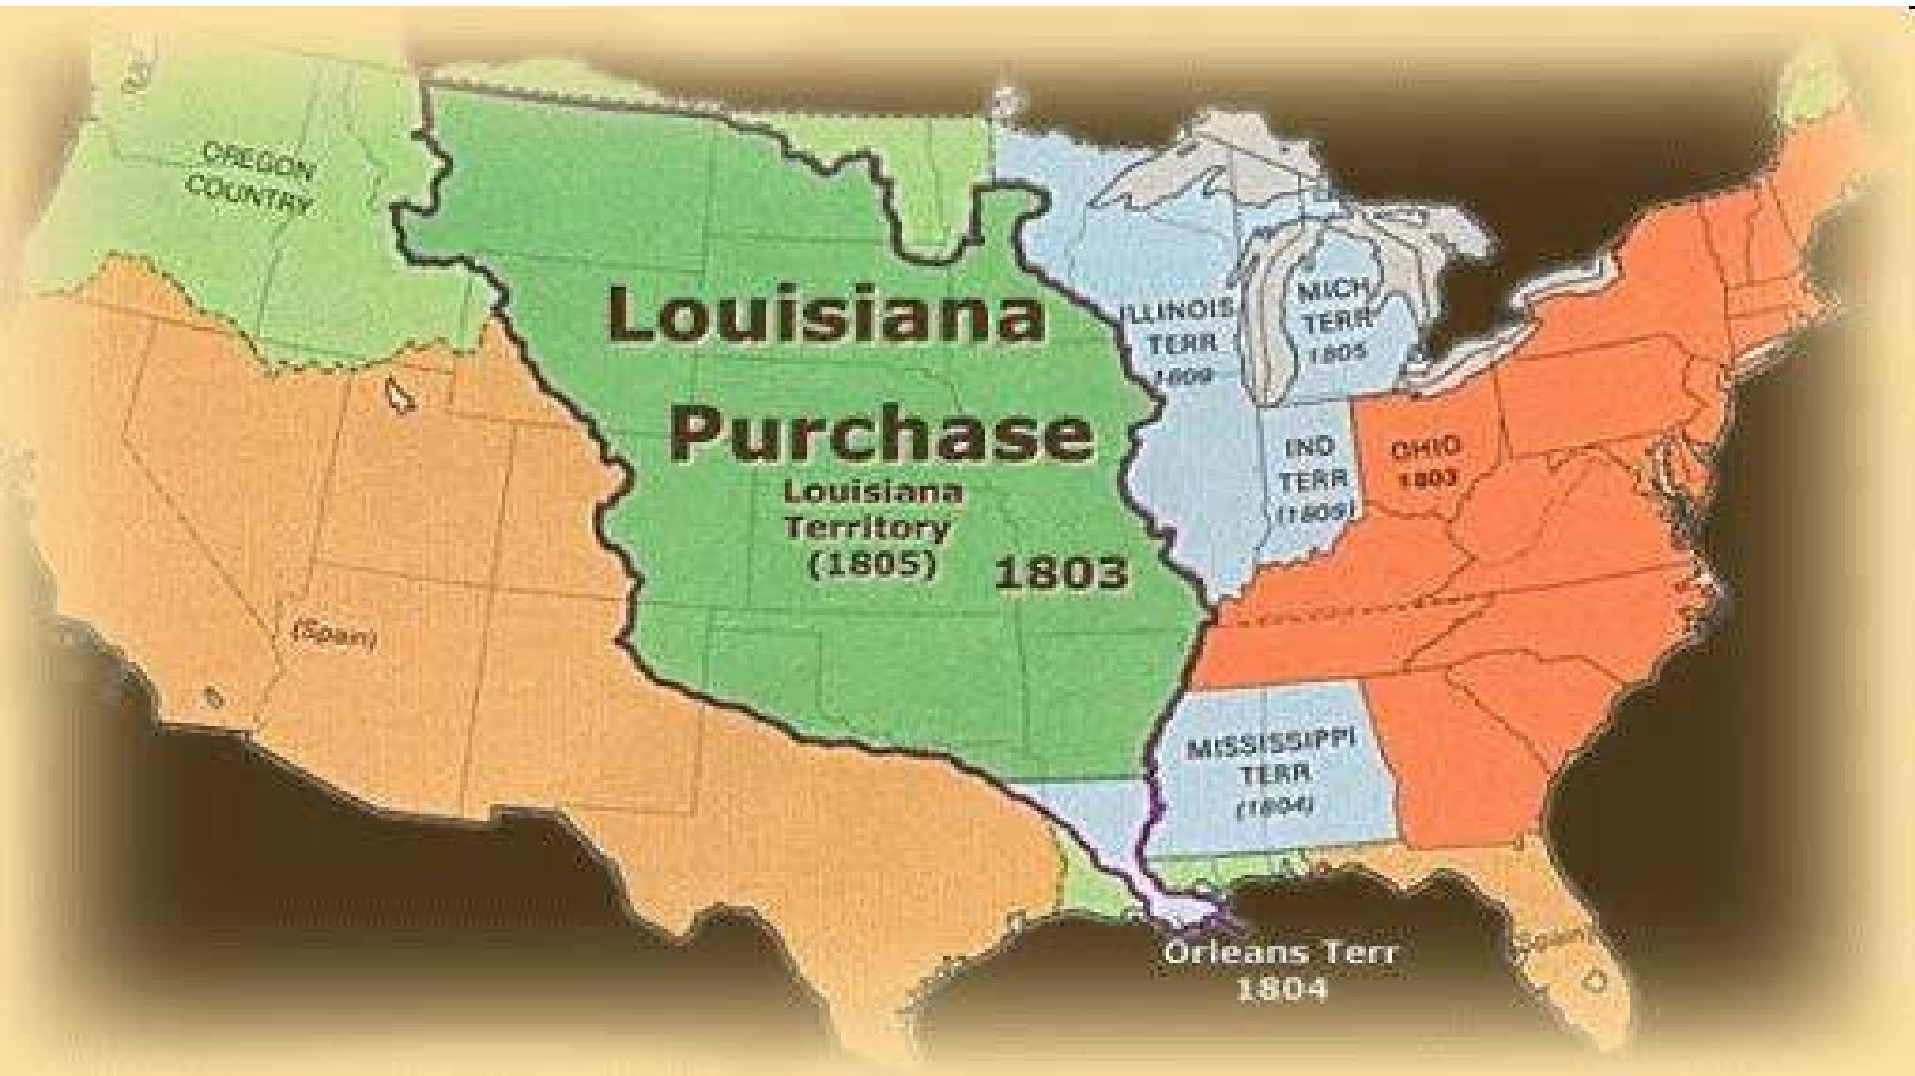 OREGON
COUNTRY
Louisiana
Purchase
Louisiana
Territory
(1805)
1803
ILLINOIS
TERR
1809
MICH
TERR
1805
IND
TERR
(1809)
OHIO
1803
(Spain)
MISSISSIPPI
TERR
(1804)
Orleans Terr
1804
(Spain)